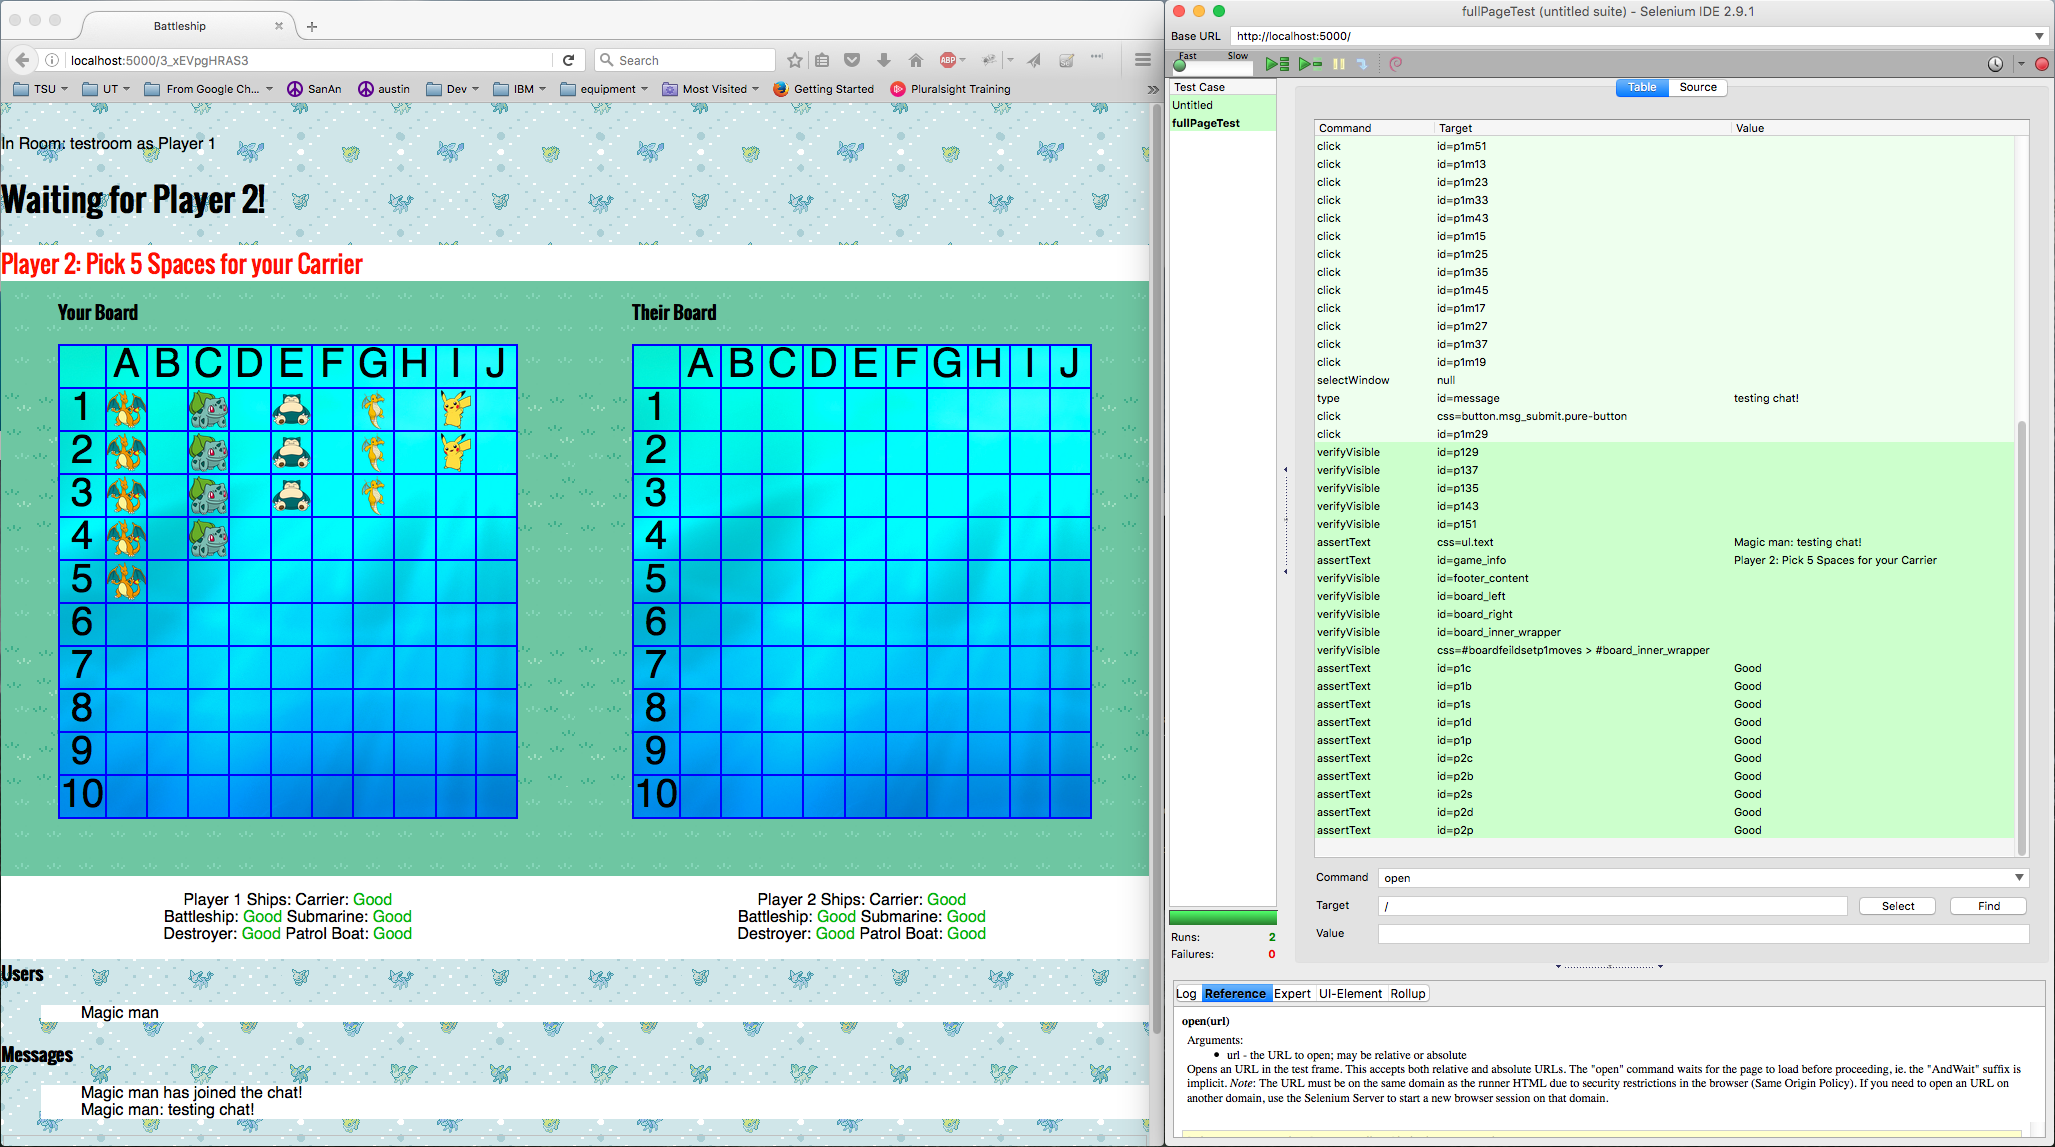 Battleship
localhost:5000/3_xEVpgHRAS3
Search
ABP
TSU
UT
From Google Ch...
SanAn
austin
Dev
IBM
equipment
Most Visited
Getting Started
Pluralsight Training
In Room: testroom as Player 1
Waiting for Player 2!
Player 2: Pick 5 Spaces for your Carrier
Your Board
A B C D E F G H I J
1
2
3
4
5
6
7
8
9
10
Their Board
A B C D E F G H I J
1
2
3
4
5
6
7
8
9
10
Player 1 Ships: Carrier: Good
Battleship: Good Submarine: Good
Destroyer: Good Patrol Boat: Good
Player 2 Ships: Carrier: Good
Battleship: Good Submarine: Good
Destroyer: Good Patrol Boat: Good
Users
Magic man
Messages
Magic man has joined the chat!
Magic man: testing chat!
fullPageTest (untitled suite) - Selenium IDE 2.9.1
Base URL http://localhost:5000/
Fast Slow
Test Case
Untitled
fullPageTest
Runs: 2
Failures: 0
Table Source
Command Target Value
click id=p1m51
click id=p1m13
click id=p1m23
click id=p1m33
click id=p1m43
click id=p1m15
click id=p1m25
click id=p1m35
click id=p1m45
click id=p1m17
click id=p1m27
click id=p1m37
click id=p1m19
selectWindow null
type id=message testing chat!
click css=button.msg_submit.pure-button
click id=p1m29
verifyVisible id=p129
verifyVisible id=p137
verifyVisible id=p135
verifyVisible id=p143
verifyVisible id=p151
assertText css=ul.text Magic man: testing chat!
assertText id=game_info Player 2: Pick 5 Spaces for your Carrier
verifyVisible id=footer_content
verifyVisible id=board_left
verifyVisible id=board_right
verifyVisible id=board_inner_wrapper
verifyVisible css=#boardfeildsetp1moves > #board_inner_wrapper
assertText id=p1c Good
assertText id=p1b Good
assertText id=p1s Good
assertText id=p1d Good
assertText id=p1p Good
assertText id=p2c Good
assertText id=p2b Good
assertText id=p2s Good
assertText id=p2d Good
assertText id=p2p Good
Command open
Target / Select Find
Value
Log Reference Expert UI-Element Rollup
open(url)
Arguments:
url - the URL to open; may be relative or absolute
Opens an URL in the test frame. This accepts both relative and absolute URLs. The "open" command waits for the page to load before proceeding, ie. the "AndWait" suffix is
implicit. Note: The URL must be on the same domain as the runner HTML due to security restrictions in the browser (Same Origin Policy). If you need to open an URL on
another domain, use the Selenium Server to start a new browser session on that domain.